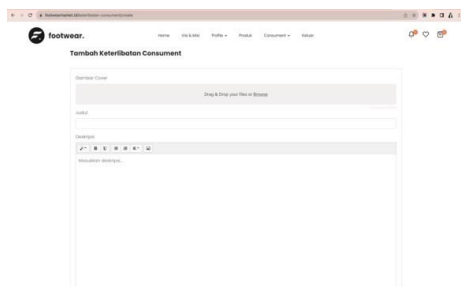 footwear.
Home Visi & Misi Profile Produk Consument Keluar
Tambah Keterlibatan Consument
Gambar Cover
Drag & Drop your files or Browse
Judul
Deskripsi
Masukkan deskripsi...